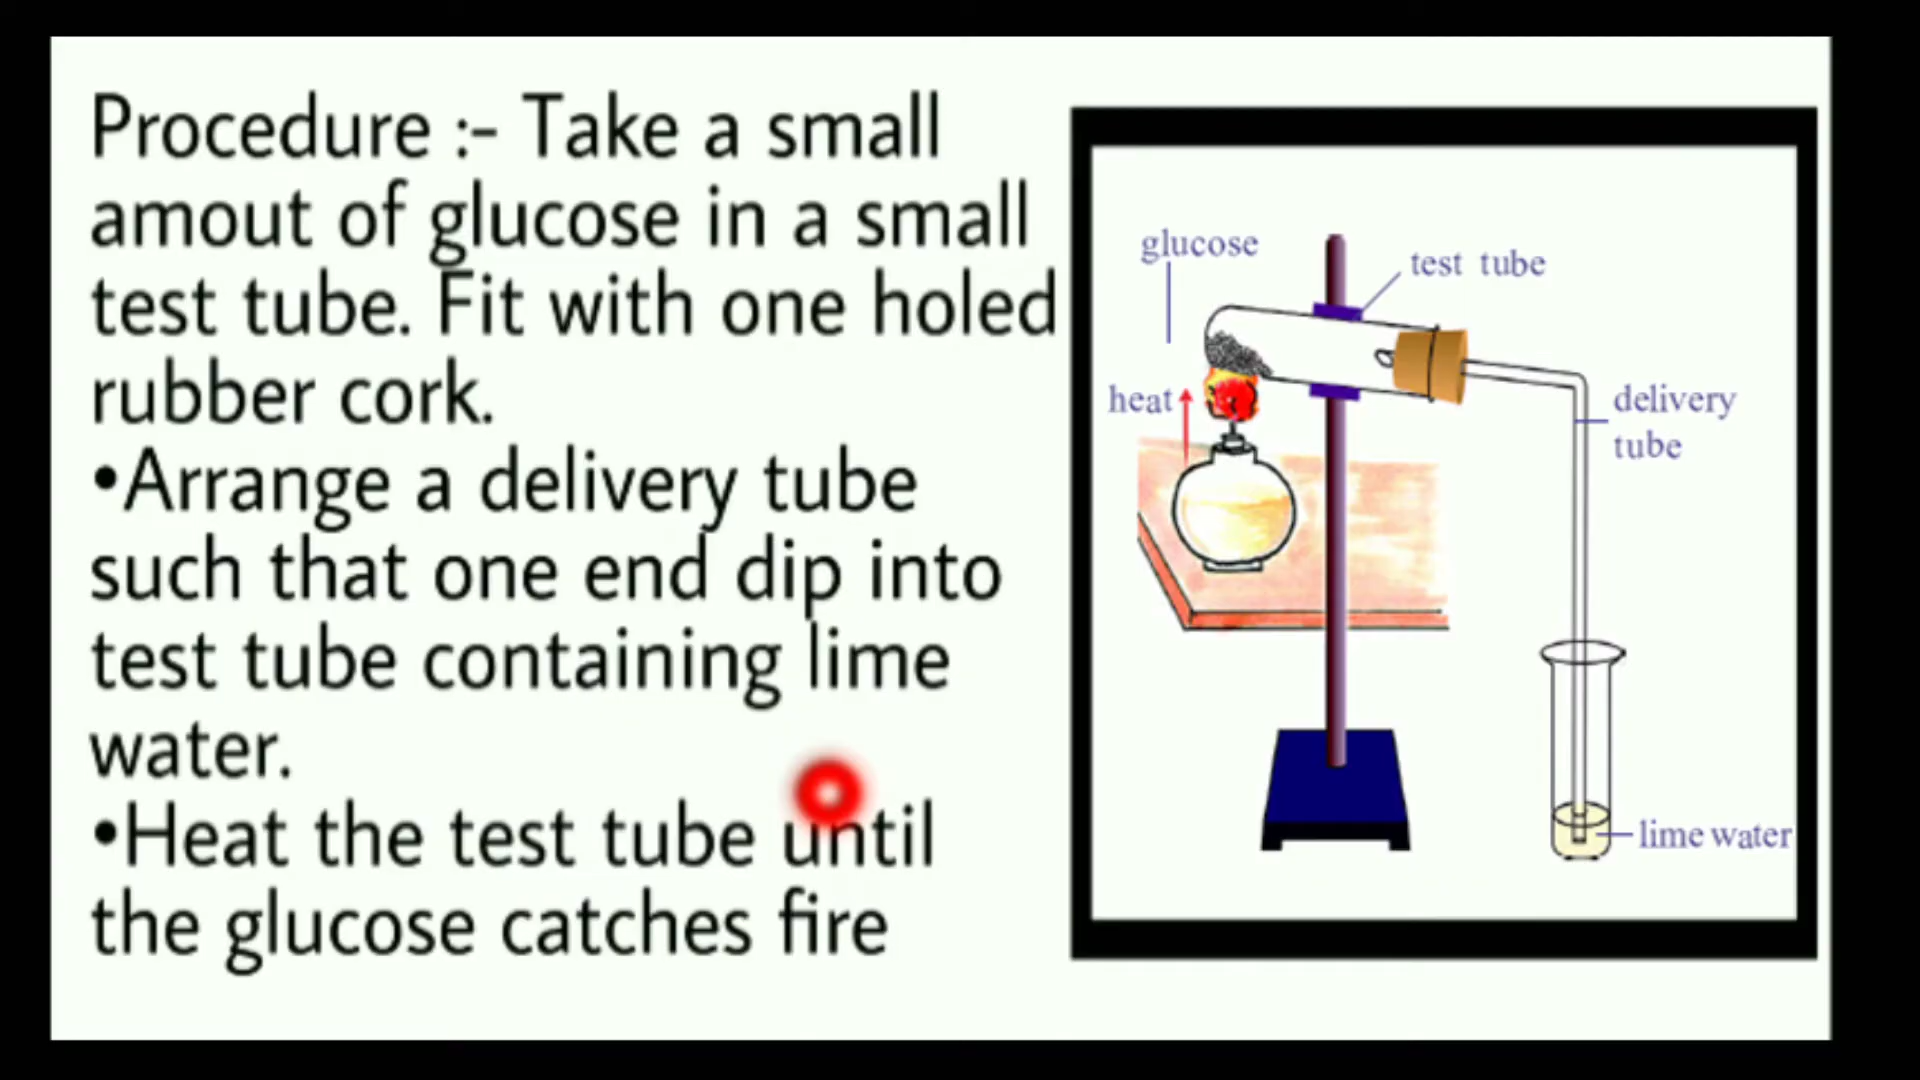 Procedure :- Take a small
amout of glucose in a small
test tube. Fit with one holed
rubber cork.
•Arrange a delivery tube
such that one end dip into
test tube containing lime
water.
•Heat the test tube until
the glucose catches fire
glucose
test tube
heat
delivery
tube
lime water